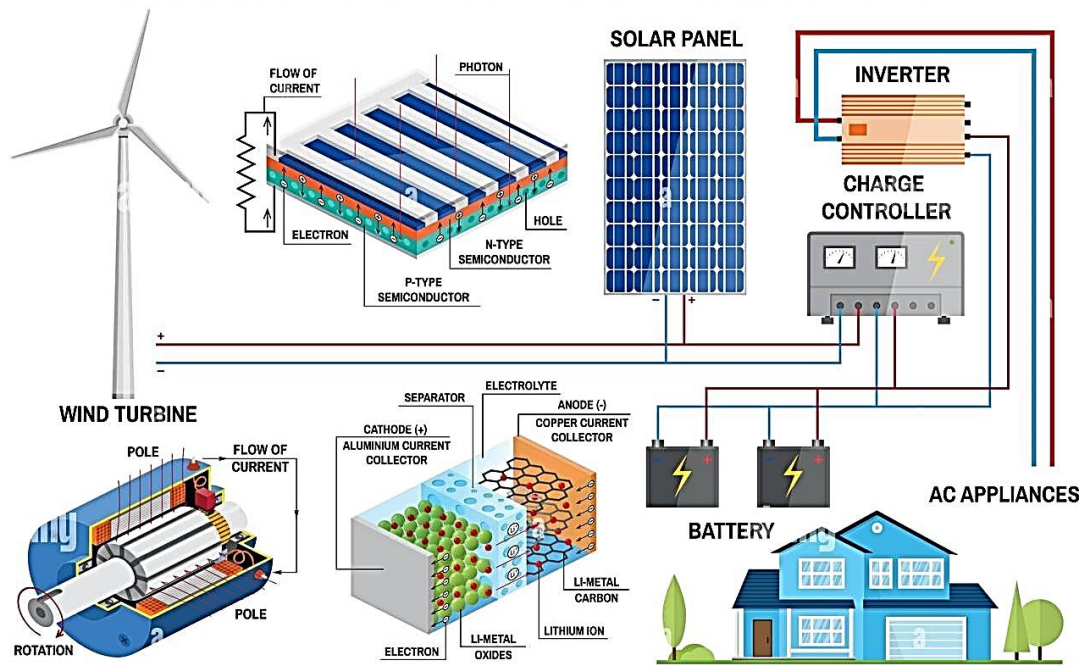 SOLAR PANEL
INVERTER
CHARGE
CONTROLLER
FLOW OF
CURRENT
PHOTON
ELECTRON
HOLE
N-TYPE
SEMICONDUCTOR
P-TYPE
SEMICONDUCTOR
− +
+
−
WIND TURBINE
POLE
FLOW OF
CURRENT
POLE
ROTATION
SEPARATOR
ELECTROLYTE
CATHODE (+)
ALUMINIUM CURRENT
COLLECTOR
ANODE (-)
COPPER CURRENT
COLLECTOR
LI-METAL
CARBON
LITHIUM ION
LI-METAL
OXIDES
ELECTRON
BATTERY
AC APPLIANCES